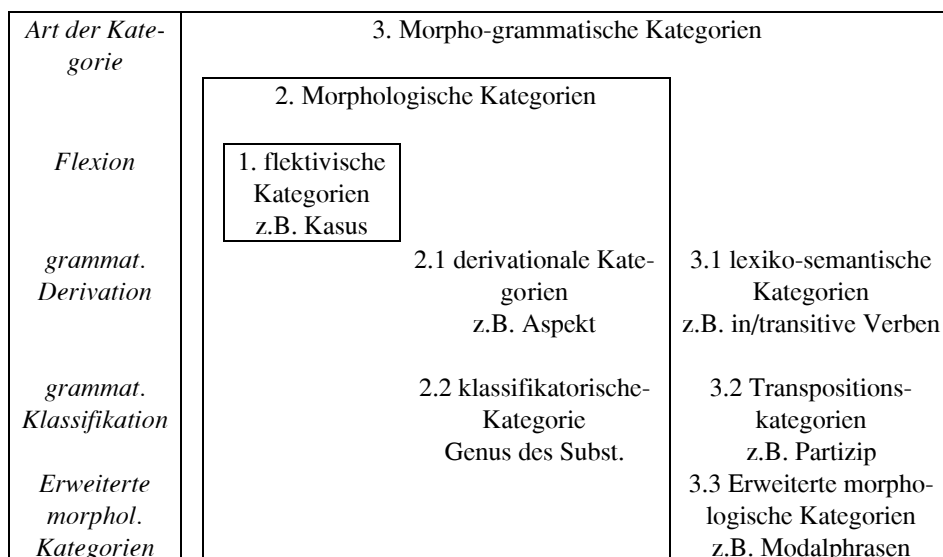 Art der Kate-
gorie
3. Morpho-grammatische Kategorien
2. Morphologische Kategorien
Flexion
1. flektivische
Kategorien
z.B. Kasus
grammat.
Derivation
2.1 derivationale Kate-
gorien
z.B. Aspekt
3.1 lexiko-semantische
Kategorien
z.B. in/transitive Verben
grammat.
Klassifikation
2.2 klassifikatorische-
Kategorie
Genus des Subst.
3.2 Transpositions-
kategorien
z.B. Partizip
Erweiterte
morphol.
Kategorien
3.3 Erweiterte morpho-
logische Kategorien
z.B. Modalphrasen